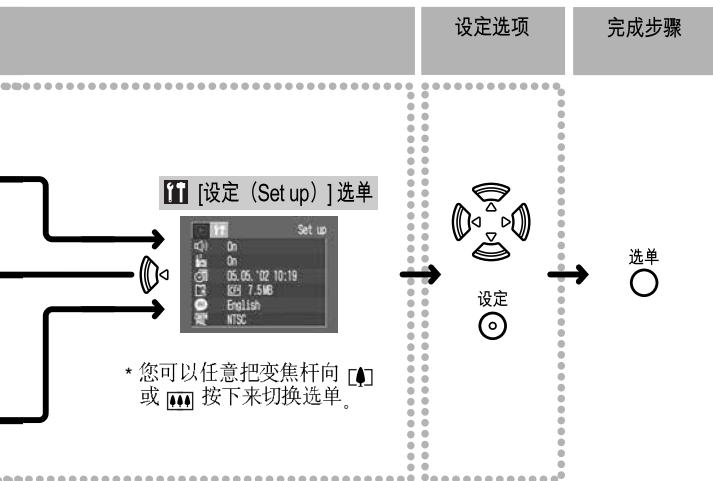 设定选项
完成步骤
[设定（Set up）] 选单
Set up
On
On
05.05.'02 10:19
CF 7.5MB
English
NTSC
* 您可以任意把变焦杆向
或 按下来切换选单。
设定
选单